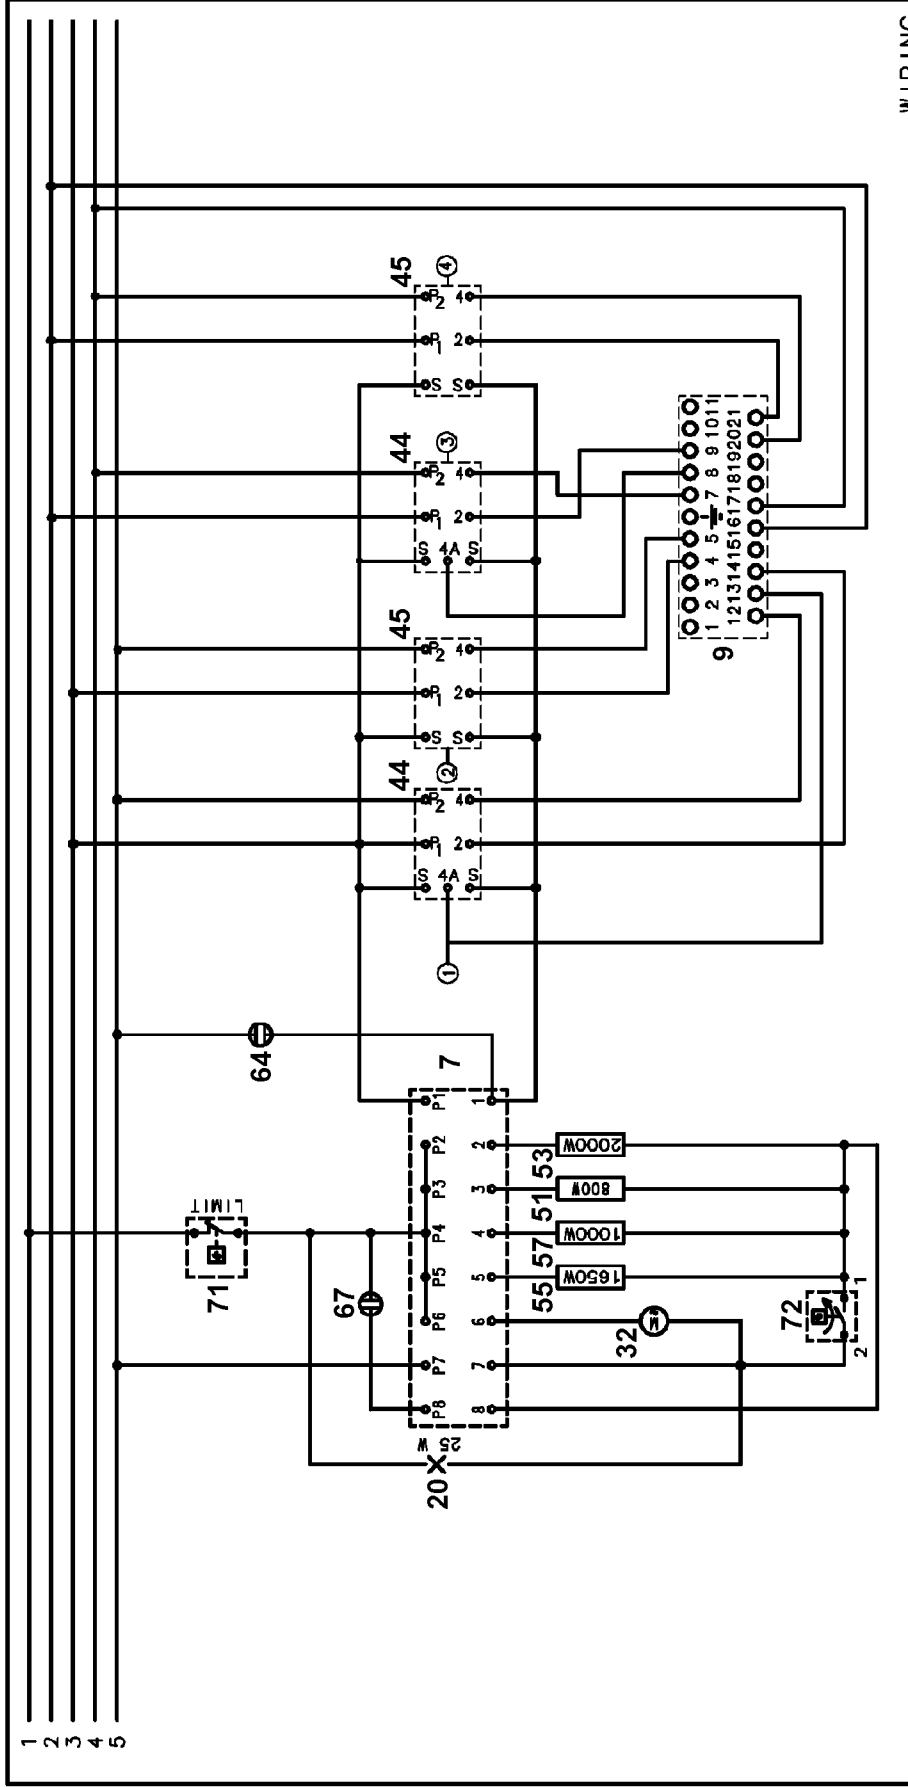 1
2
3
4
5
71
LIMIT
64
67
44 45 44 45
20
25 W
P8 P7 P6 P5 P4 P3 P2 P1
7
8 7 6 5 4 3 2 1
S P1 P2
S P1 P2
S P1 P2
S P1 P2
4A
4A
1 2 3 4
S 2 4
S 2 4
S 2 4
S 2 4
55 57 51 53
1650W 1000W 800W 2000W
32
M
9
1 2 3 4 5 7 8 9 10 11
12 13 14 15 16 17 18 19 20 21
72
2 1
WIRING